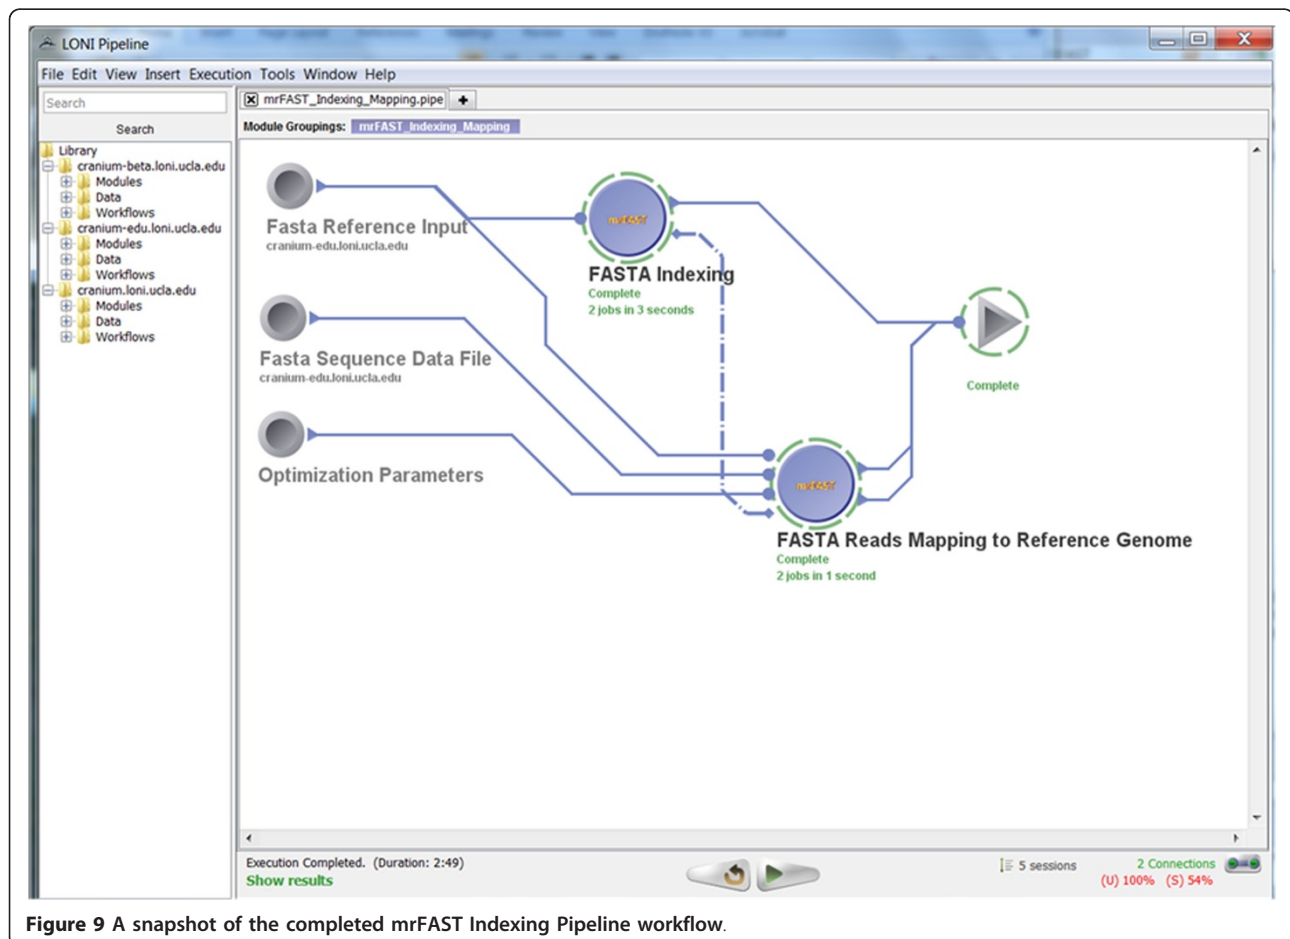 LONI Pipeline
File Edit View Insert Execution Tools Window Help
Search
Search
Library
cranium-beta.loni.ucla.edu
Modules
Data
Workflows
cranium-edu.loni.ucla.edu
Modules
Data
Workflows
cranium.loni.ucla.edu
Modules
Data
Workflows
mrFAST_Indexing_Mapping.pipe
Module Groupings: mrFAST_Indexing_Mapping
Fasta Reference Input
cranium-edu.loni.ucla.edu
mrFAST
FASTA Indexing
Complete
2 jobs in 3 seconds
Fasta Sequence Data File
cranium-edu.loni.ucla.edu
Complete
Optimization Parameters
mrFAST
FASTA Reads Mapping to Reference Genome
Complete
2 jobs in 1 second
Execution Completed. (Duration: 2:49)
Show results
5 sessions
2 Connections
(U) 100% (S) 54%
Figure 9 A snapshot of the completed mrFAST Indexing Pipeline workflow.